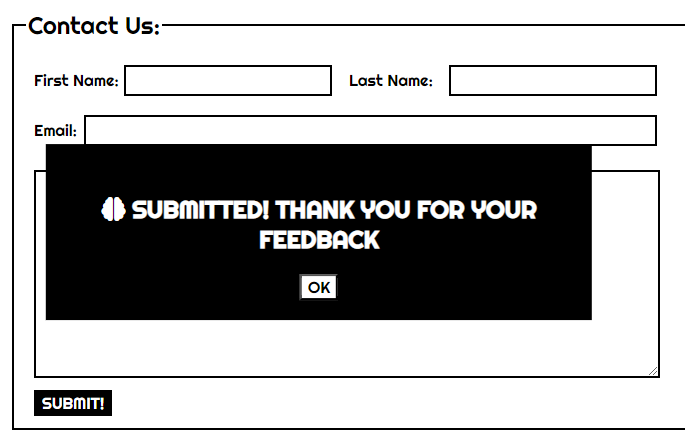 Contact Us:
First Name: Last Name:
Email:
SUBMITTED! THANK YOU FOR YOUR
FEEDBACK
OK
SUBMIT!